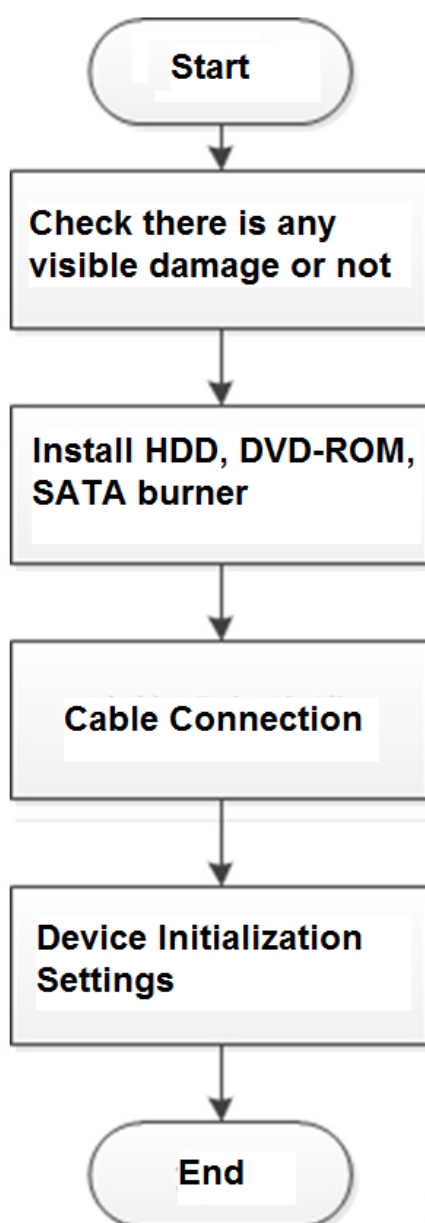 Start
Check there is any
visible damage or not
Install HDD, DVD-ROM,
SATA burner
Cable Connection
Device Initialization
Settings
End